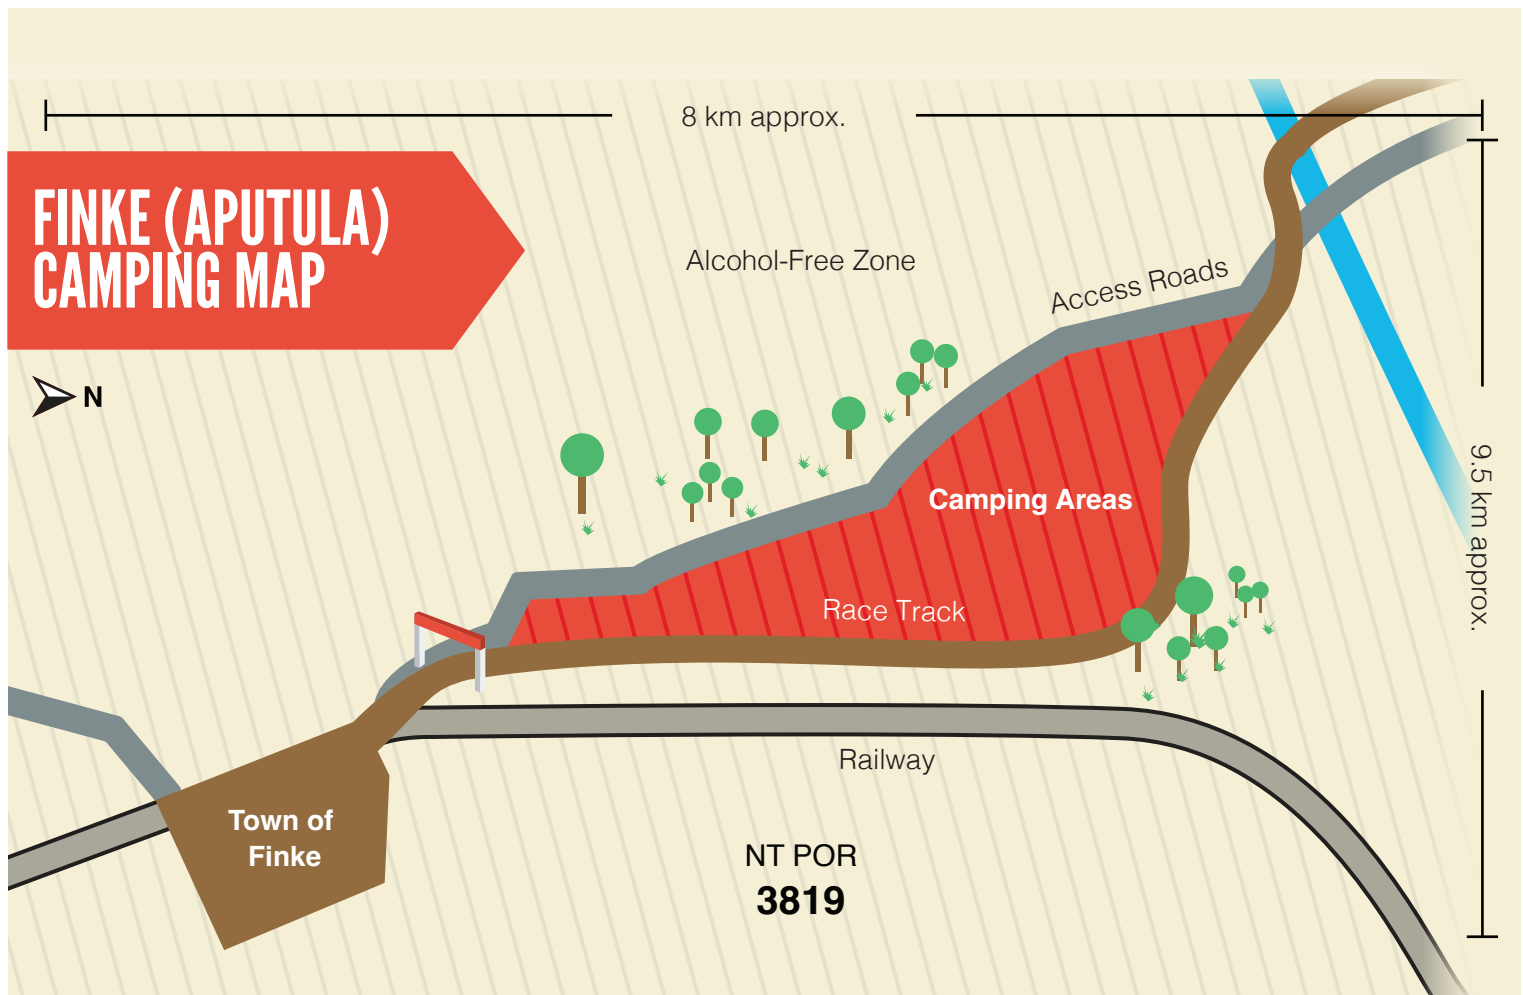 8 km approx.
FINKE (APUTULA)
CAMPING MAP
Alcohol-Free Zone
Access Roads
N
9.5 km approx.
Camping Areas
Race Track
Railway
Town of
Finke
NT POR
3819